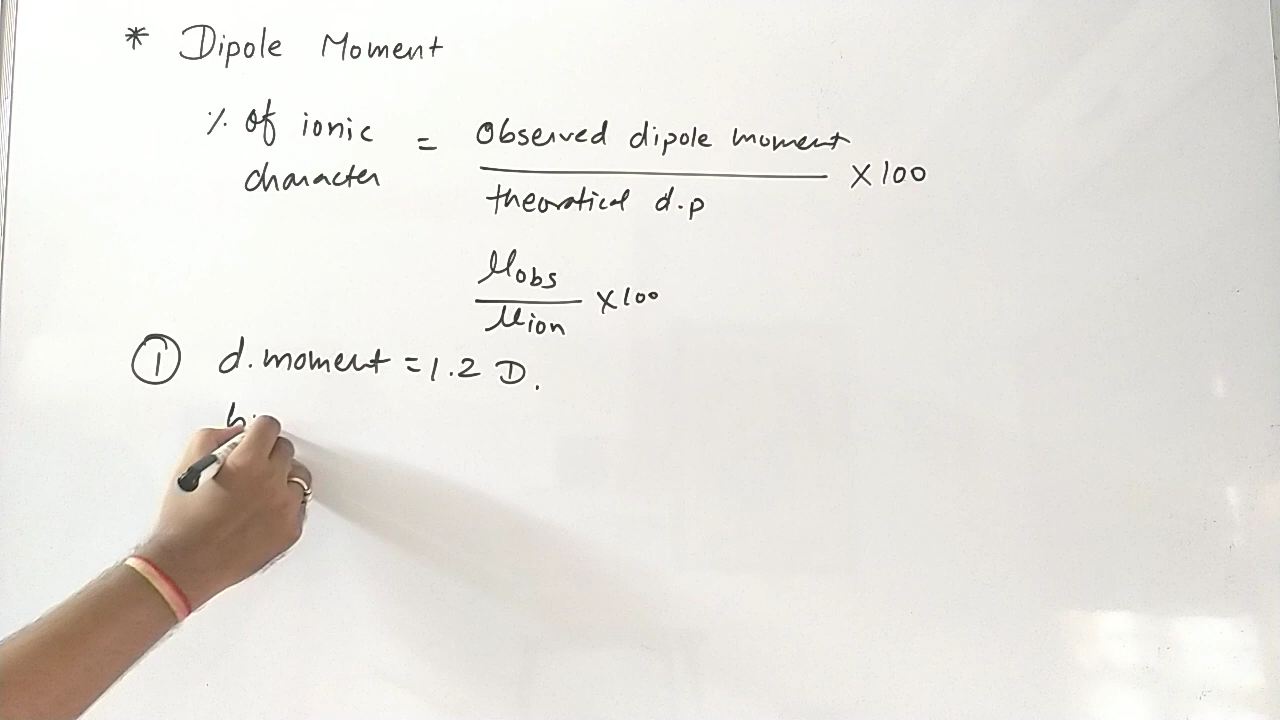 * Dipole Moment
% of ionic character = Observed dipole moment / theoratical d.p × 100
μobs / μion × 100
① d.moment = 1.2 D.